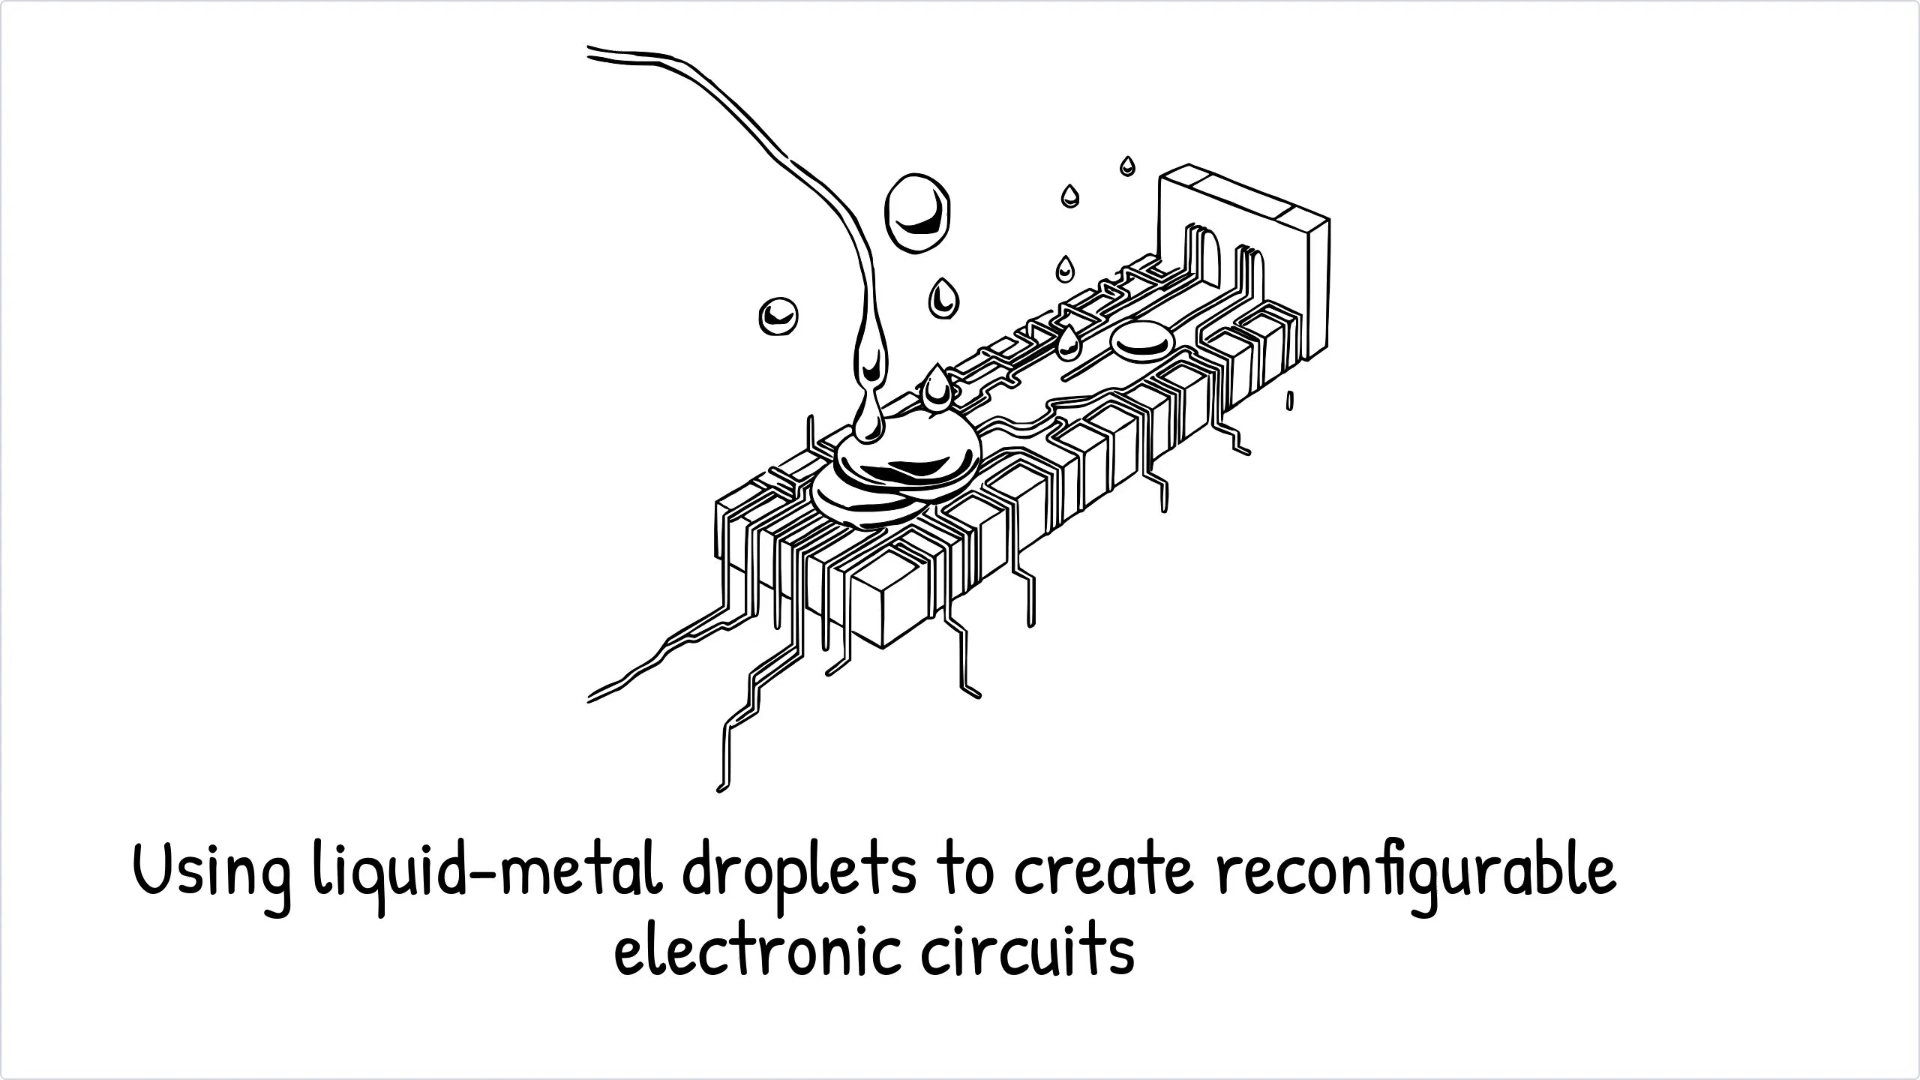 Using liquid-metal droplets to create reconfigurable
electronic circuits